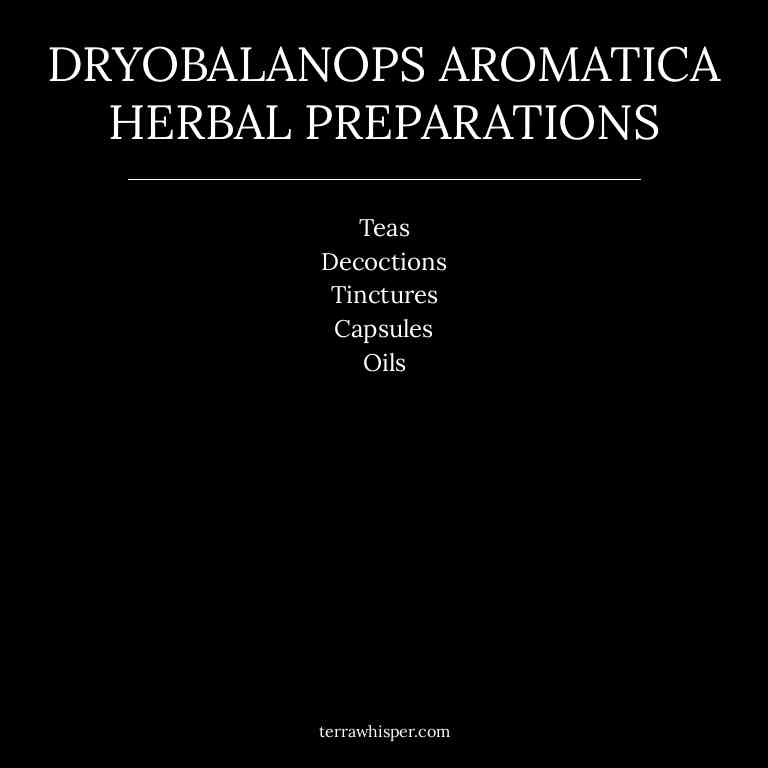 DRYOBALANOPS AROMATICA
HERBAL PREPARATIONS
Teas
Decoctions
Tinctures
Capsules
Oils
terrawhisper.com